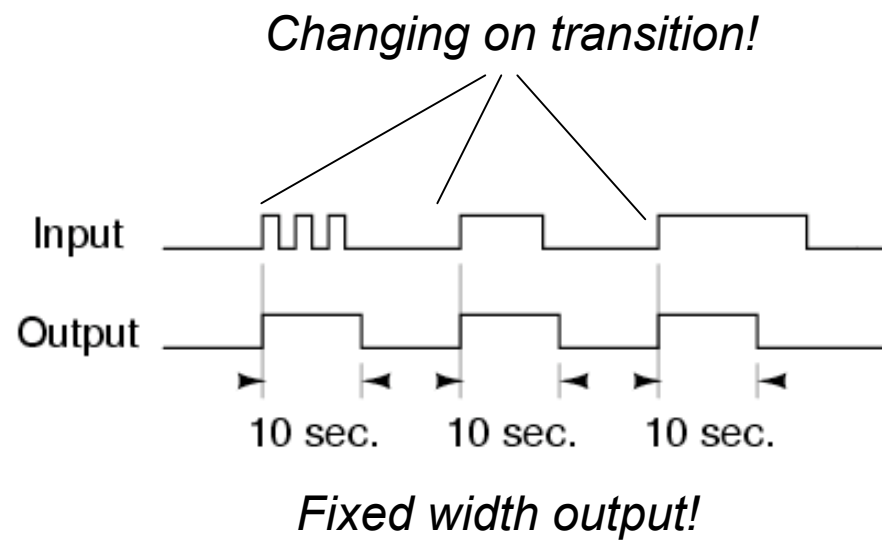 Changing on transition!
Input
Output
10 sec. 10 sec. 10 sec.
Fixed width output!